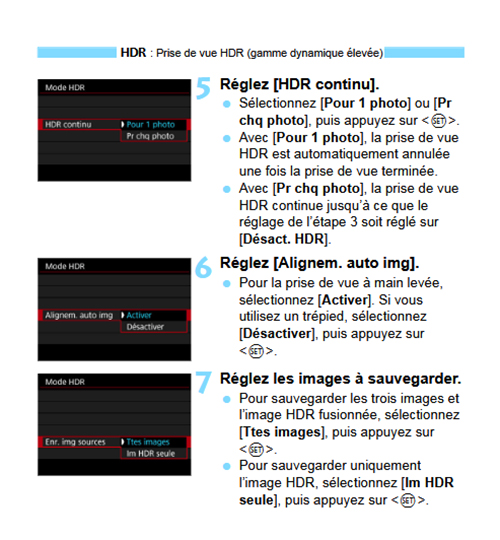 HDR : Prise de vue HDR (gamme dynamique élevée)
Mode HDR
HDR continu
Pour 1 photo
Pr chq photo
5 Réglez [HDR continu].
Sélectionnez [Pour 1 photo] ou [Pr
chq photo], puis appuyez sur <SET>.
Avec [Pour 1 photo], la prise de vue
HDR est automatiquement annulée
une fois la prise de vue terminée.
Avec [Pr chq photo], la prise de vue
HDR continue jusqu'à ce que le
réglage de l'étape 3 soit réglé sur
[Désact. HDR].
Mode HDR
Alignem. auto img
Activer
Désactiver
6 Réglez [Alignem. auto img].
Pour la prise de vue à main levée,
sélectionnez [Activer]. Si vous
utilisez un trépied, sélectionnez
[Désactiver], puis appuyez sur
<SET>.
Mode HDR
Enr. img sources
Ttes images
Im HDR seule
7 Réglez les images à sauvegarder.
Pour sauvegarder les trois images et
l'image HDR fusionnée, sélectionnez
[Ttes images], puis appuyez sur
<SET>.
Pour sauvegarder uniquement
l'image HDR, sélectionnez [Im HDR
seule], puis appuyez sur <SET>.